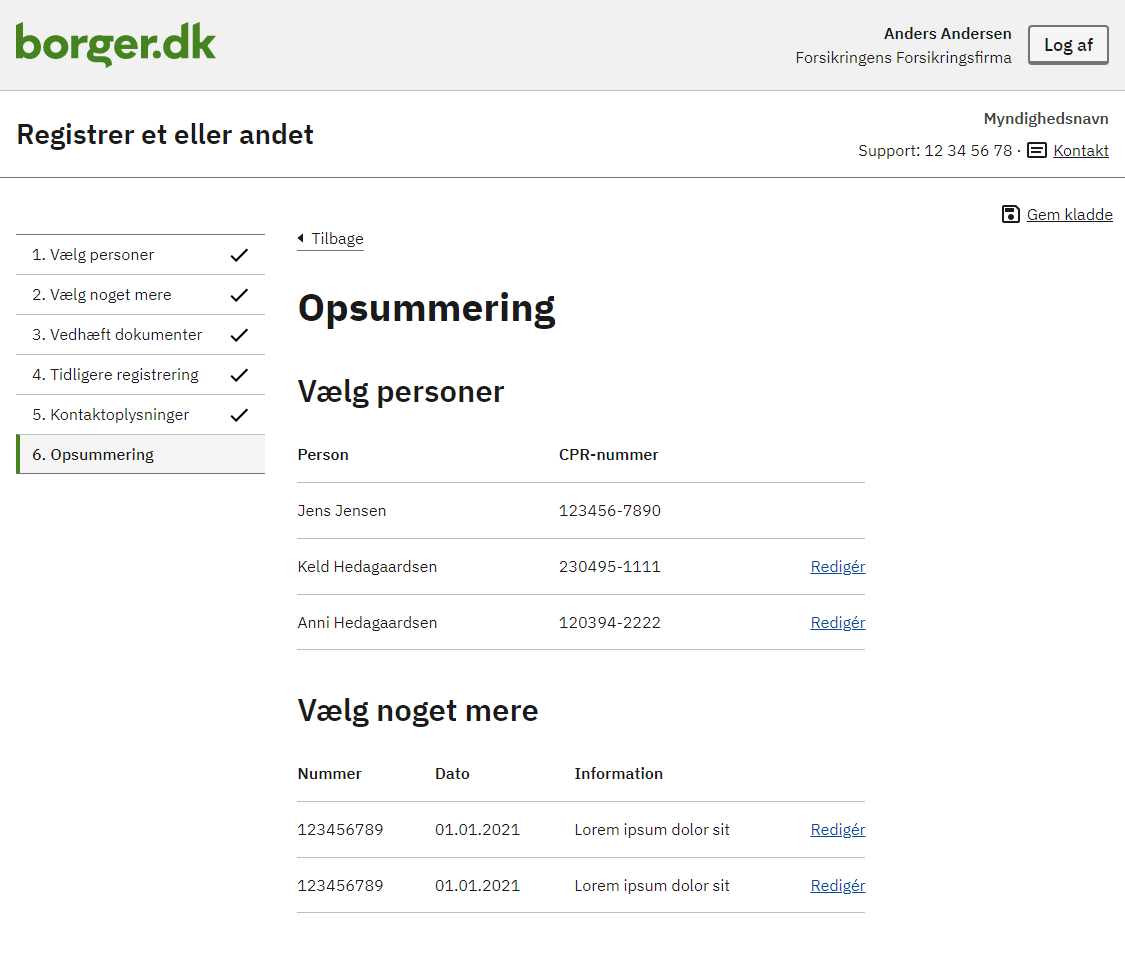 borger.dk
Anders Andersen
Forsikringens Forsikringsfirma
Log af
Registrer et eller andet
Myndighedsnavn
Support: 12 34 56 78 · Kontakt
Gem kladde
1. Vælg personer
2. Vælg noget mere
3. Vedhæft dokumenter
4. Tidligere registrering
5. Kontaktoplysninger
6. Opsummering
Tilbage
Opsummering
Vælg personer
Person CPR-nummer
Jens Jensen 123456-7890
Keld Hedagaardsen 230495-1111 Redigér
Anni Hedagaardsen 120394-2222 Redigér
Vælg noget mere
Nummer Dato Information
123456789 01.01.2021 Lorem ipsum dolor sit Redigér
123456789 01.01.2021 Lorem ipsum dolor sit Redigér